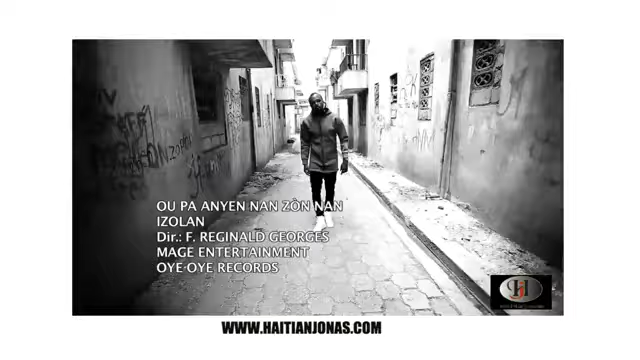 OU PA ANYEN NAN ZÒN NAN
IZOLAN
Dir.: F. REGINALD GEORGES
MAGE ENTERTAINMENT
OYE OYE RECORDS
WWW.HAITIANJONAS.COM